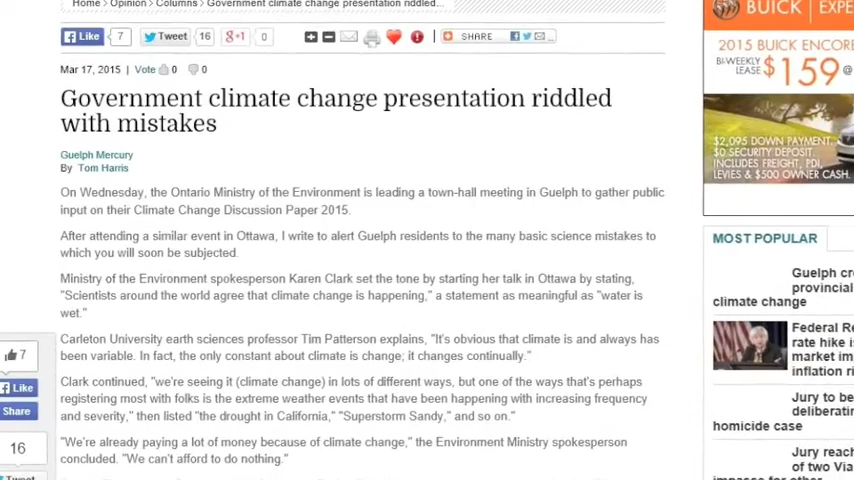 Home > Opinion > Columns > Government climate change presentation riddled...
Like 7 Tweet 16 g+1 0 SHARE
Mar 17, 2015 | Vote 0 0
Government climate change presentation riddled
with mistakes
Guelph Mercury
By Tom Harris
On Wednesday, the Ontario Ministry of the Environment is leading a town-hall meeting in Guelph to gather public
input on their Climate Change Discussion Paper 2015.
After attending a similar event in Ottawa, I write to alert Guelph residents to the many basic science mistakes to
which you will soon be subjected.
Ministry of the Environment spokesperson Karen Clark set the tone by starting her talk in Ottawa by stating,
"Scientists around the world agree that climate change is happening," a statement as meaningful as "water is
wet."
Carleton University earth sciences professor Tim Patterson explains, "It's obvious that climate is and always has
been variable. In fact, the only constant about climate is change; it changes continually."
Clark continued, "we're seeing it (climate change) in lots of different ways, but one of the ways that's perhaps
registering most with folks is the extreme weather events that have been happening with increasing frequency
and severity," then listed "the drought in California," "Superstorm Sandy," and so on."
"We're already paying a lot of money because of climate change," the Environment Ministry spokesperson
concluded. "We can't afford to do nothing."
7
Like
Share
16
Tweet
BUICK EXPE
2015 BUICK ENCORE
BI-WEEKLY
LEASE $159 @
$2,095 DOWN PAYMENT.
$0 SECURITY DEPOSIT.
INCLUDES FREIGHT, PDI,
LEVIES & $500 OWNER CASH.
MOST POPULAR
Guelph cr
provincial
climate change
Federal Re
rate hike is
market im
inflation ri
Jury to be
deliberatin
homicide case
Jury reach
of two Via
impasse for other